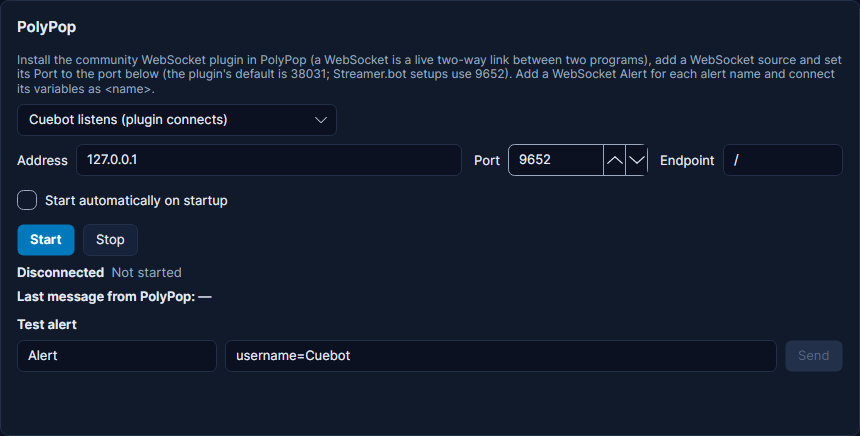 PolyPop
Install the community WebSocket plugin in PolyPop (a WebSocket is a live two-way link between two programs), add a WebSocket source and set
its Port to the port below (the plugin's default is 38031; Streamer.bot setups use 9652). Add a WebSocket Alert for each alert name and connect
its variables as <name>.
Cuebot listens (plugin connects)
Address 127.0.0.1 Port 9652 Endpoint /
Start automatically on startup
Start Stop
Disconnected Not started
Last message from PolyPop: —
Test alert
Alert username=Cuebot Send